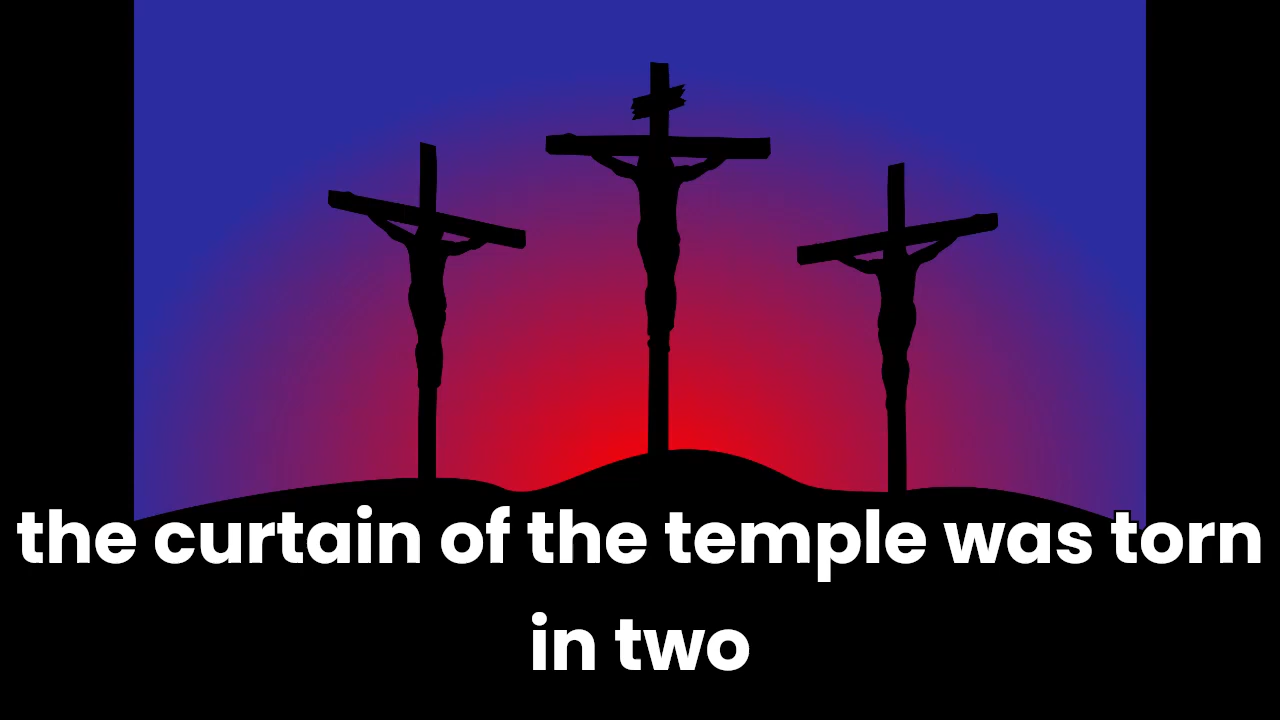 the curtain of the temple was torn
in two